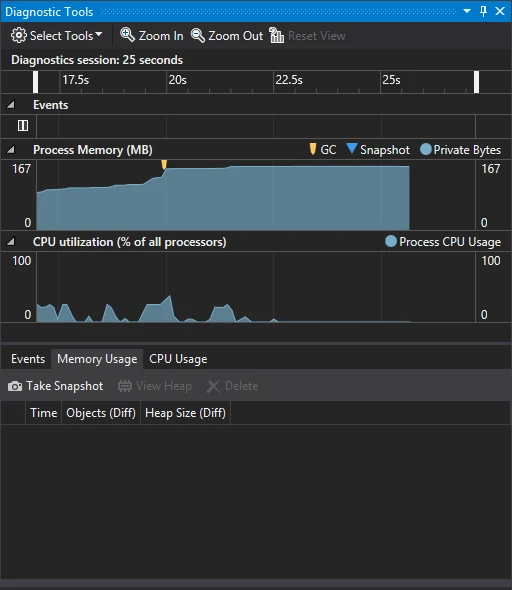 Diagnostic Tools
Select Tools Zoom In Zoom Out Reset View
Diagnostics session: 25 seconds
17.5s 20s 22.5s 25s
Events
Process Memory (MB) GC Snapshot Private Bytes
167 167
0 0
CPU utilization (% of all processors) Process CPU Usage
100 100
0 0
Events Memory Usage CPU Usage
Take Snapshot View Heap Delete
Time Objects (Diff) Heap Size (Diff)